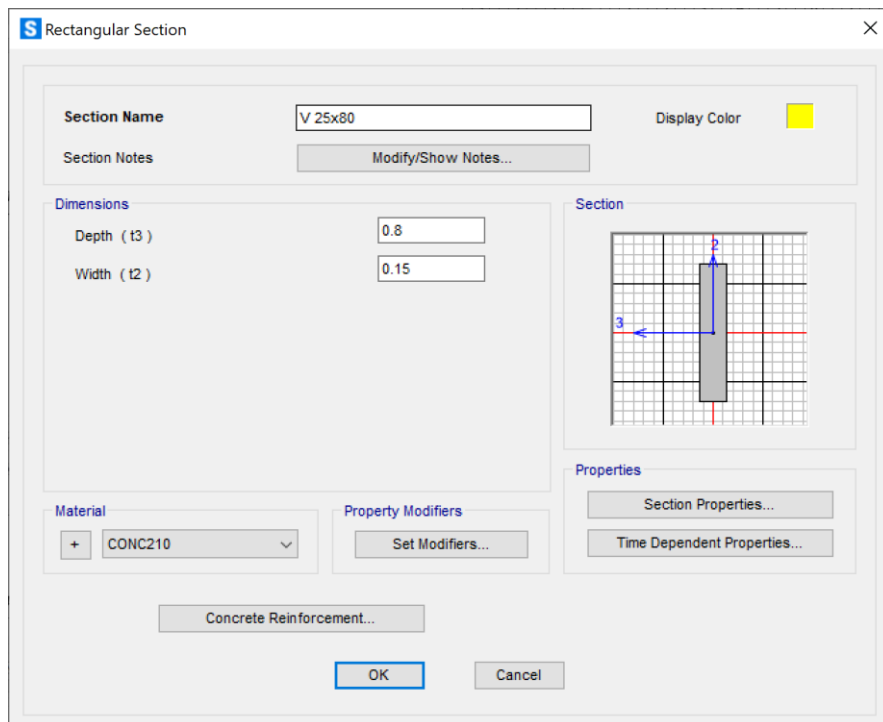 S Rectangular Section
Section Name V 25x80 Display Color
Section Notes Modify/Show Notes...
Dimensions
Depth ( t3 ) 0.8
Width ( t2 ) 0.15
Section
2
3
Properties
Section Properties...
Time Dependent Properties...
Material
+ CONC210
Property Modifiers
Set Modifiers...
Concrete Reinforcement...
OK Cancel